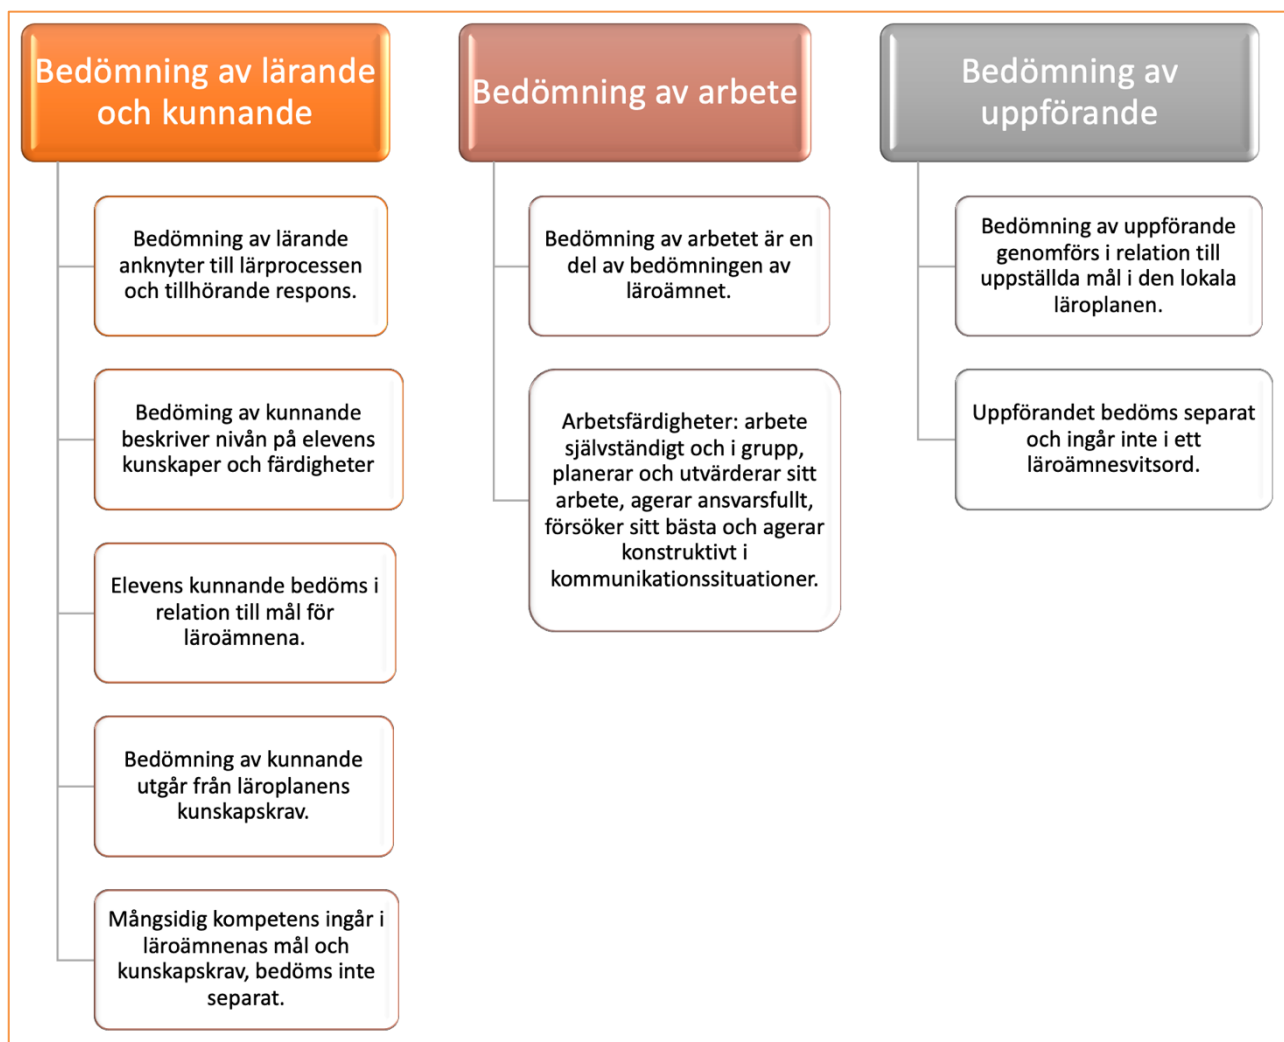 Bedömning av lärande
och kunnande
Bedömning av lärande
anknyter till lärprocessen
och tillhörande respons.
Bedöming av kunnande
beskriver nivån på elevens
kunskaper och färdigheter
Elevens kunnande bedöms i
relation till mål för
läroämnena.
Bedömning av kunnande
utgår från läroplanens
kunskapskrav.
Mångsidig kompetens ingår i
läroämnenas mål och
kunskapskrav, bedöms inte
separat.
Bedömning av arbete
Bedömning av arbetet är en
del av bedömningen av
läroämnet.
Arbetsfärdigheter: arbete
självständigt och i grupp,
planerar och utvärderar sitt
arbete, agerar ansvarsfullt,
försöker sitt bästa och agerar
konstruktivt i
kommunikationssituationer.
Bedömning av
uppförande
Bedömning av uppförande
genomförs i relation till
uppställda mål i den lokala
läroplanen.
Uppförandet bedöms separat
och ingår inte i ett
läroämnesvitsord.